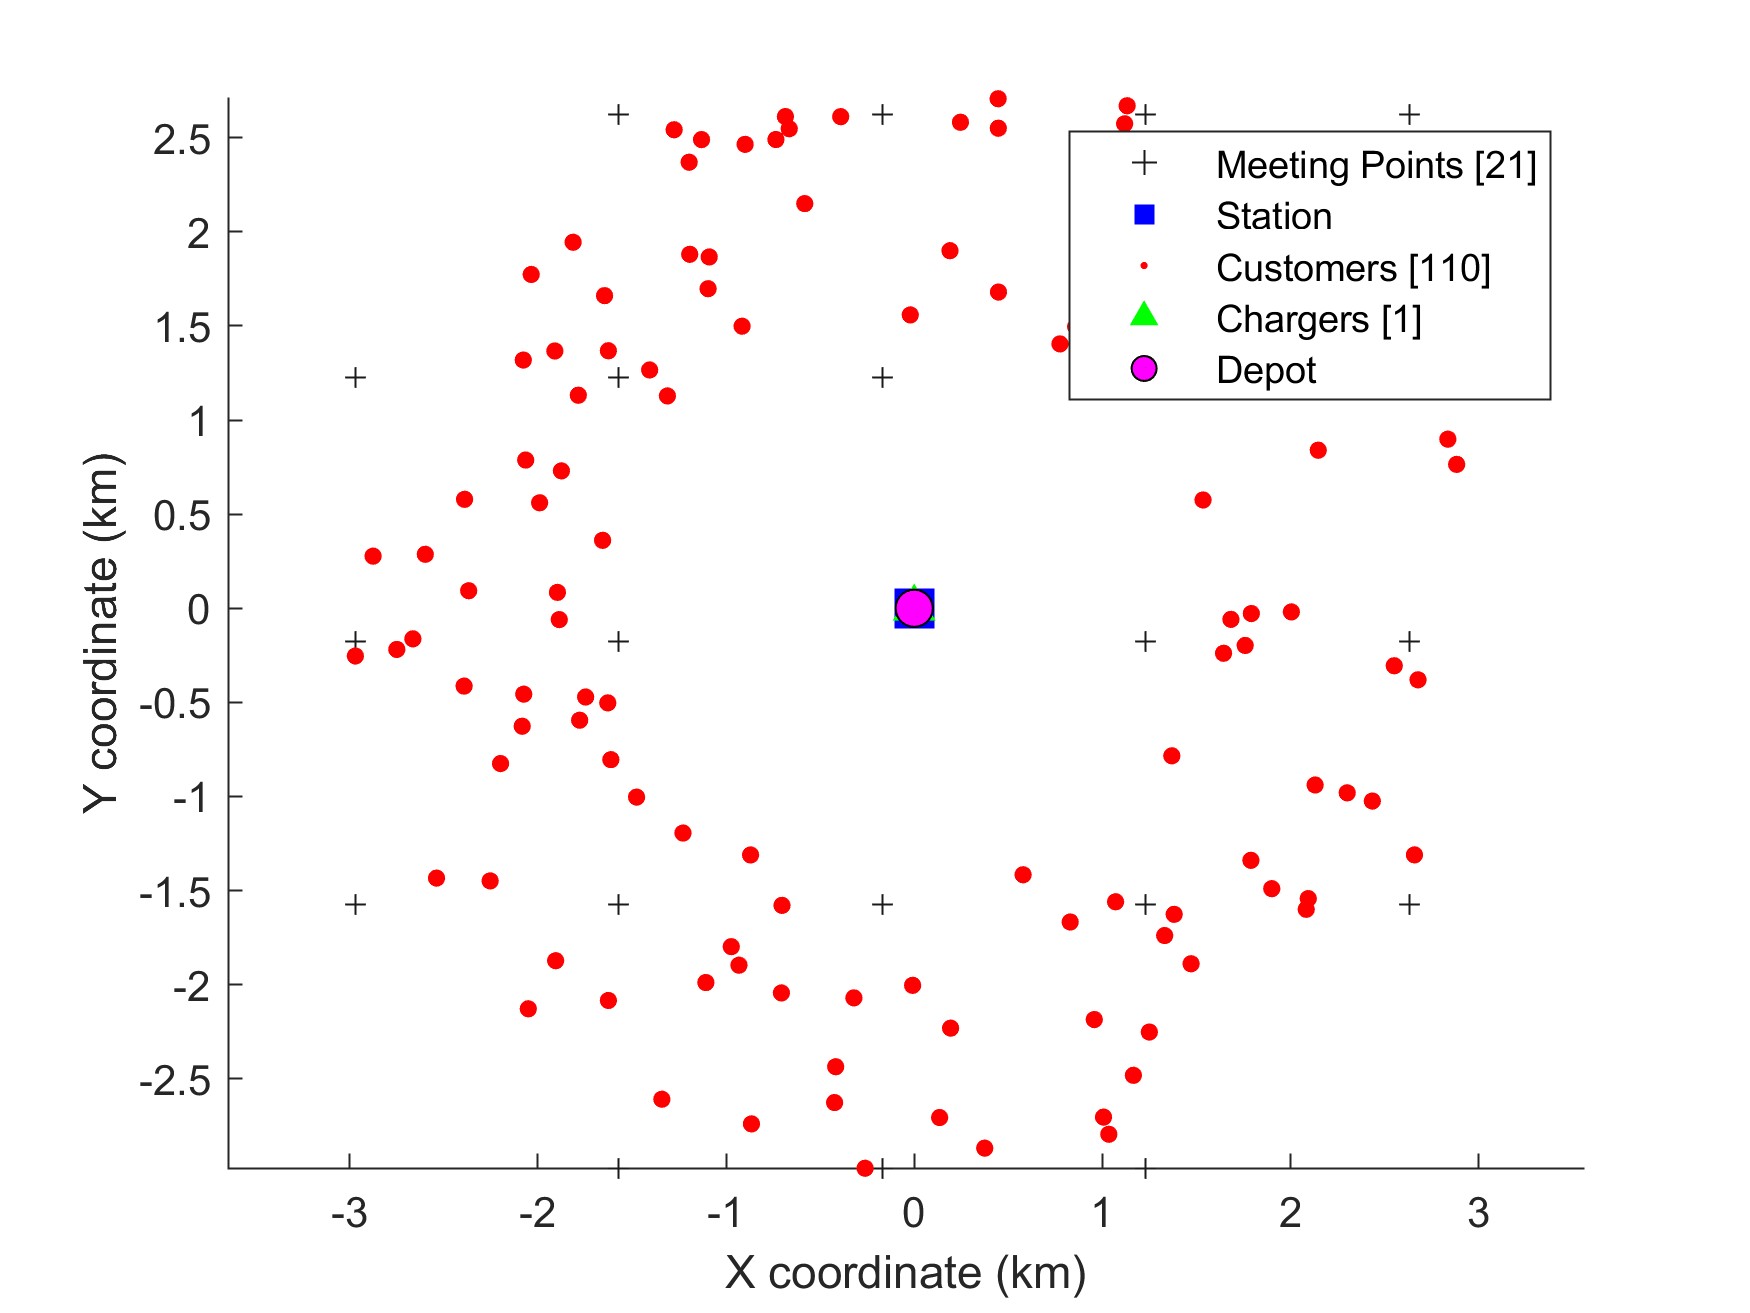 2.5
2
1.5
1
0.5
0
-0.5
-1
-1.5
-2
-2.5
Y coordinate (km)
Meeting Points [21]
Station
Customers [110]
Chargers [1]
Depot
-3 -2 -1 0 1 2 3
X coordinate (km)